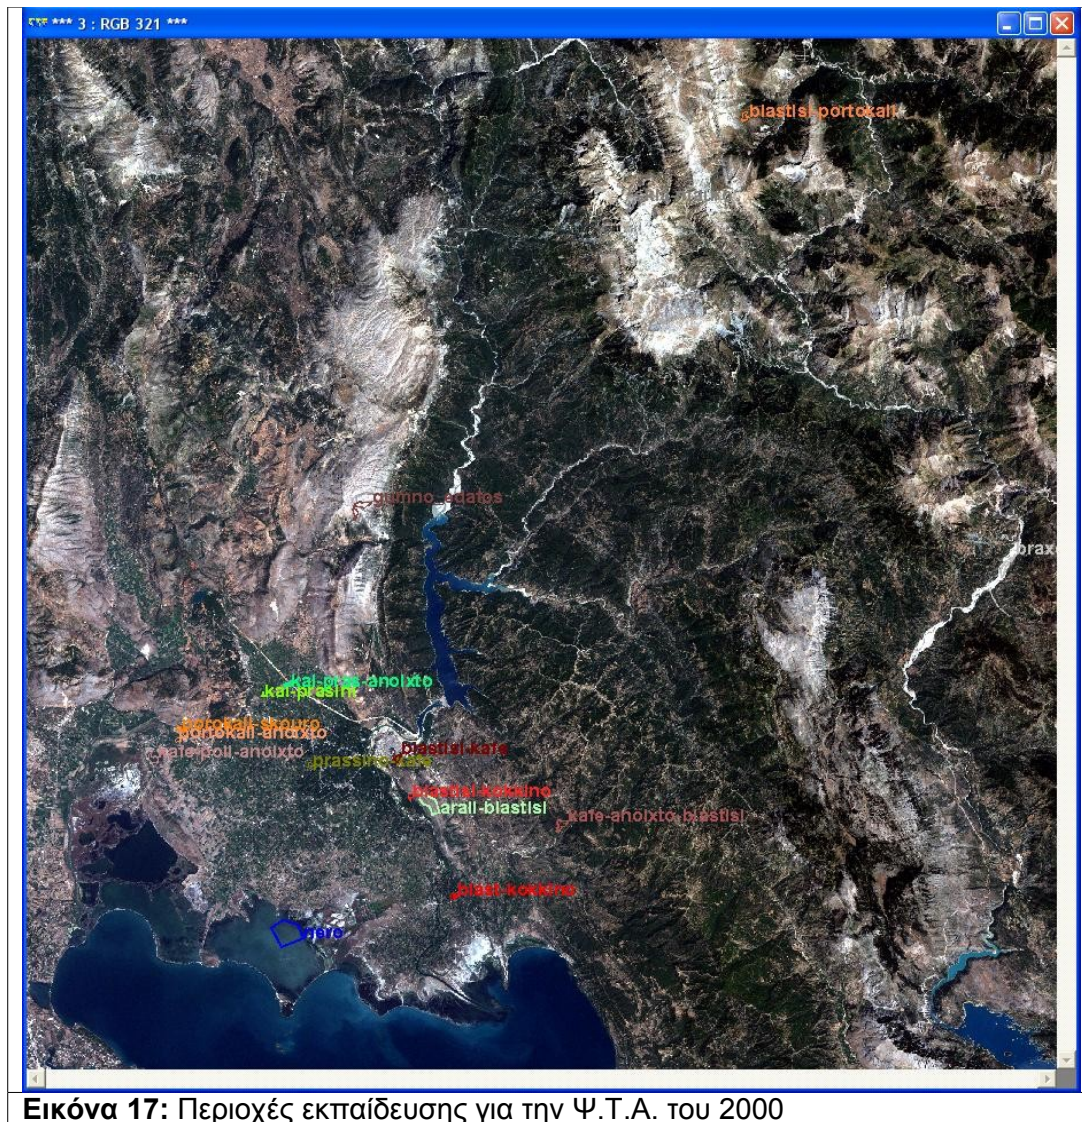 *** 3 : RGB 321 ***
blastisi-portokali
gumno_edafos
braxo
kal-pras-anoixto
kal-prasini
portokali-skouro
portokali-anoixto
kafe-poli-anoixto
blastisi-kafe
prassino-kafe
blastisi-kokkino
araii-blastisi
kafe-anoixto-blastisi
blast-kokkino
nero
Εικόνα 17: Περιοχές εκπαίδευσης για την Ψ.Τ.Α. του 2000